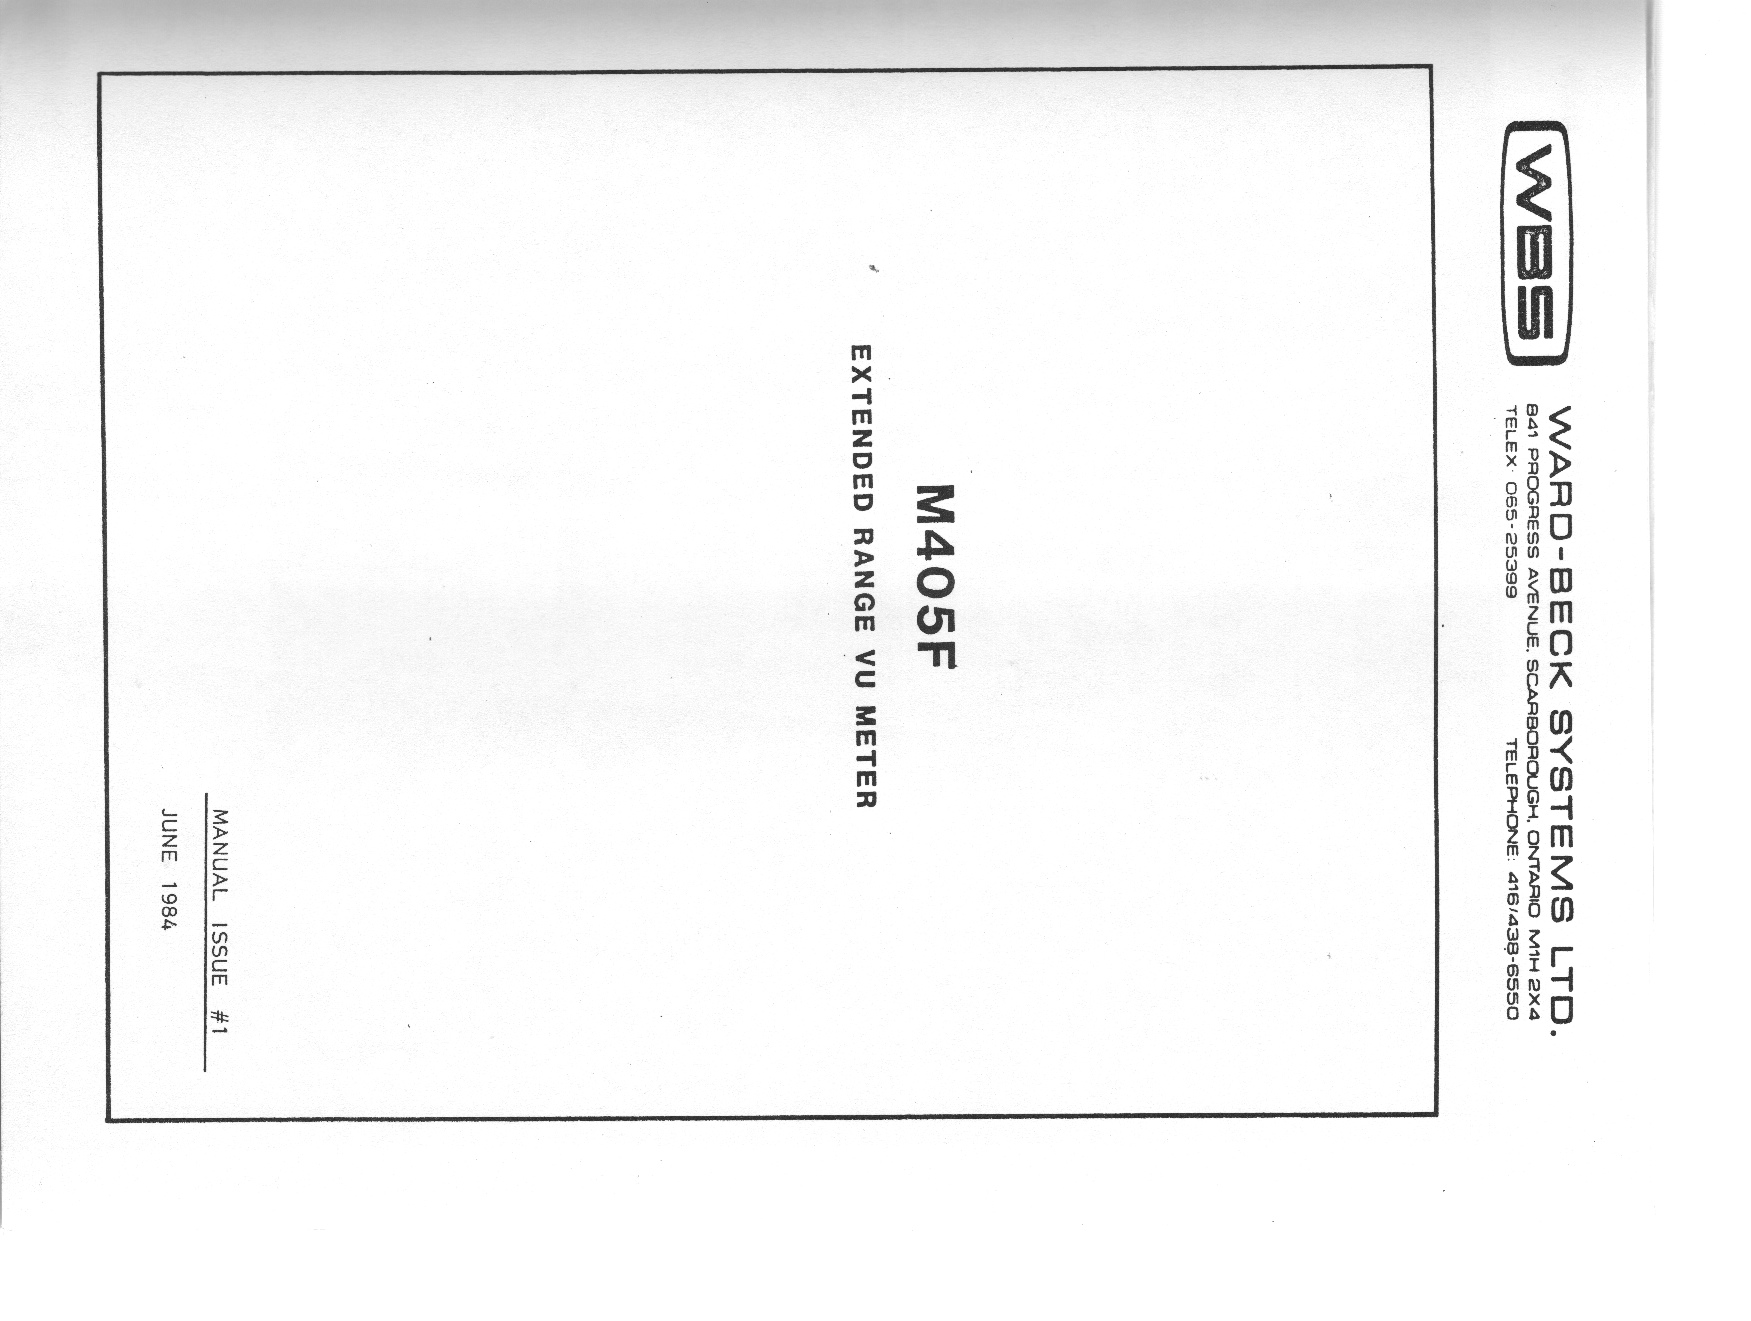 WBS
WARD-BECK SYSTEMS LTD.
841 PROGRESS AVENUE, SCARBOROUGH, ONTARIO M1H 2X4
TELEX: 065-25399 TELEPHONE: 416/438-6550
M405F
EXTENDED RANGE VU METER
MANUAL ISSUE #1
JUNE 1984